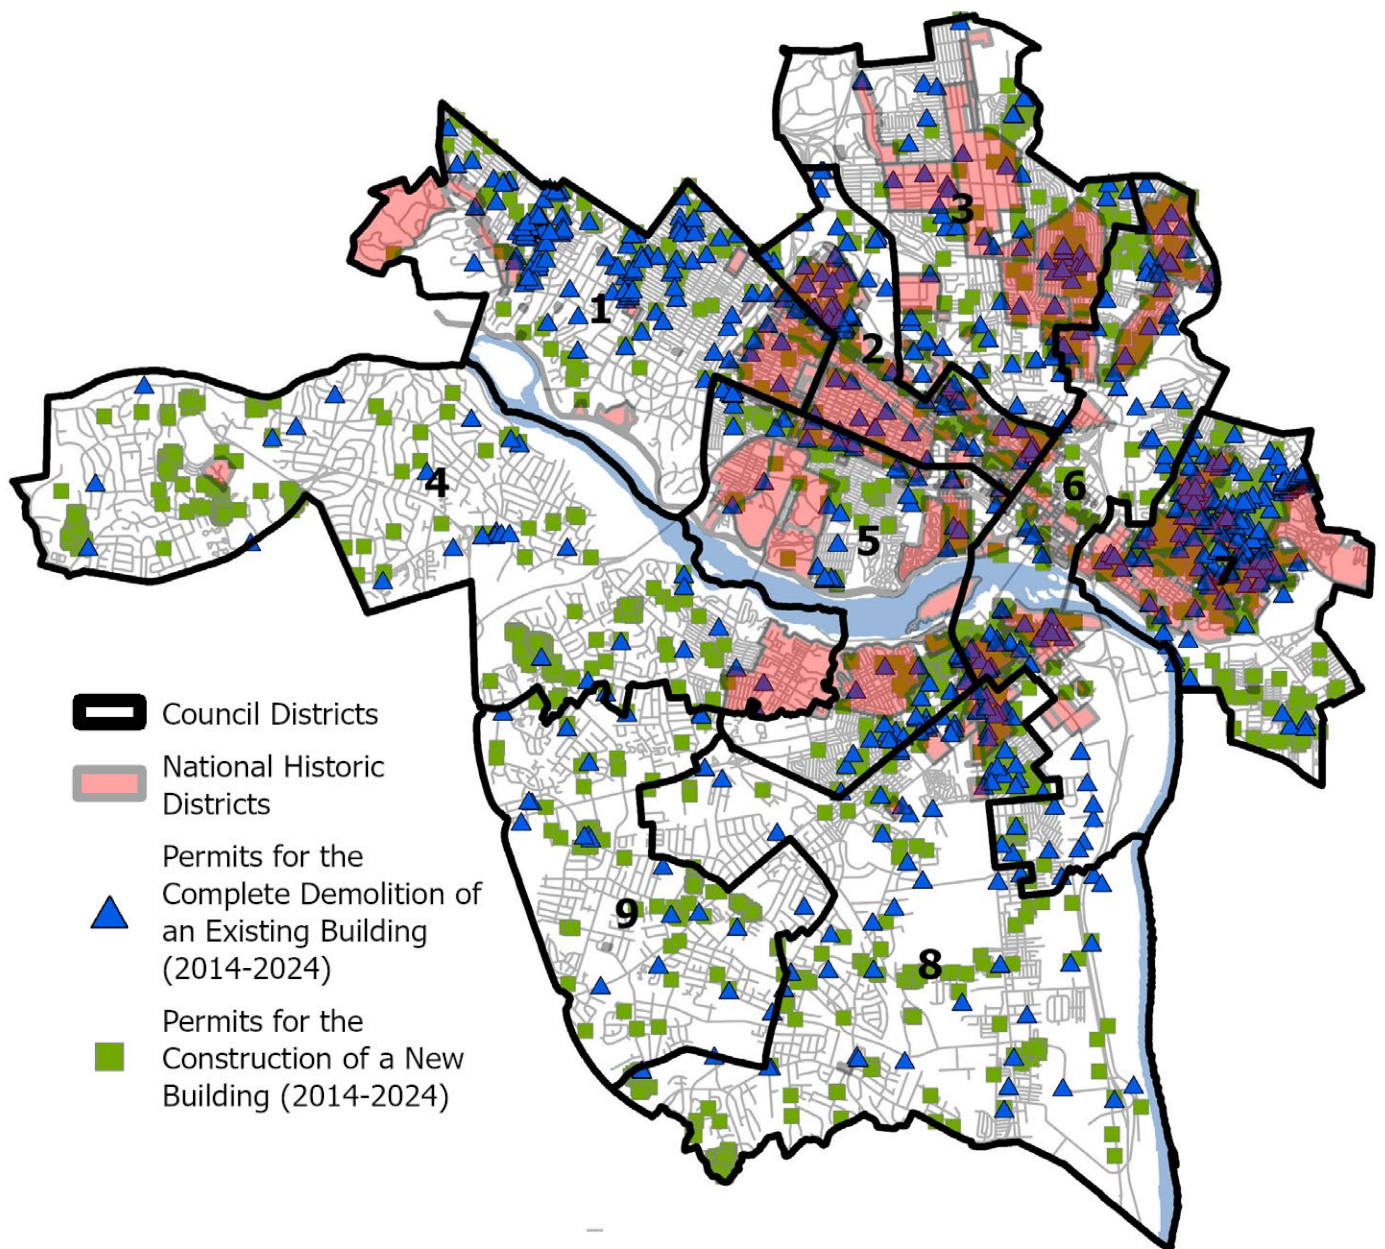 3
1
2
4
6
5
7
Council Districts
National Historic
Districts
Permits for the
Complete Demolition of
an Existing Building
(2014-2024)
Permits for the
Construction of a New
Building (2014-2024)
9
8